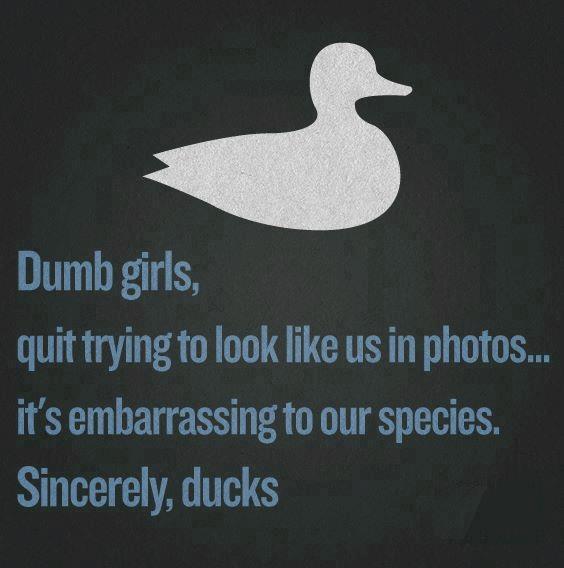 Dumb girls,
quit trying to look like us in photos...
it's embarrassing to our species.
Sincerely, ducks